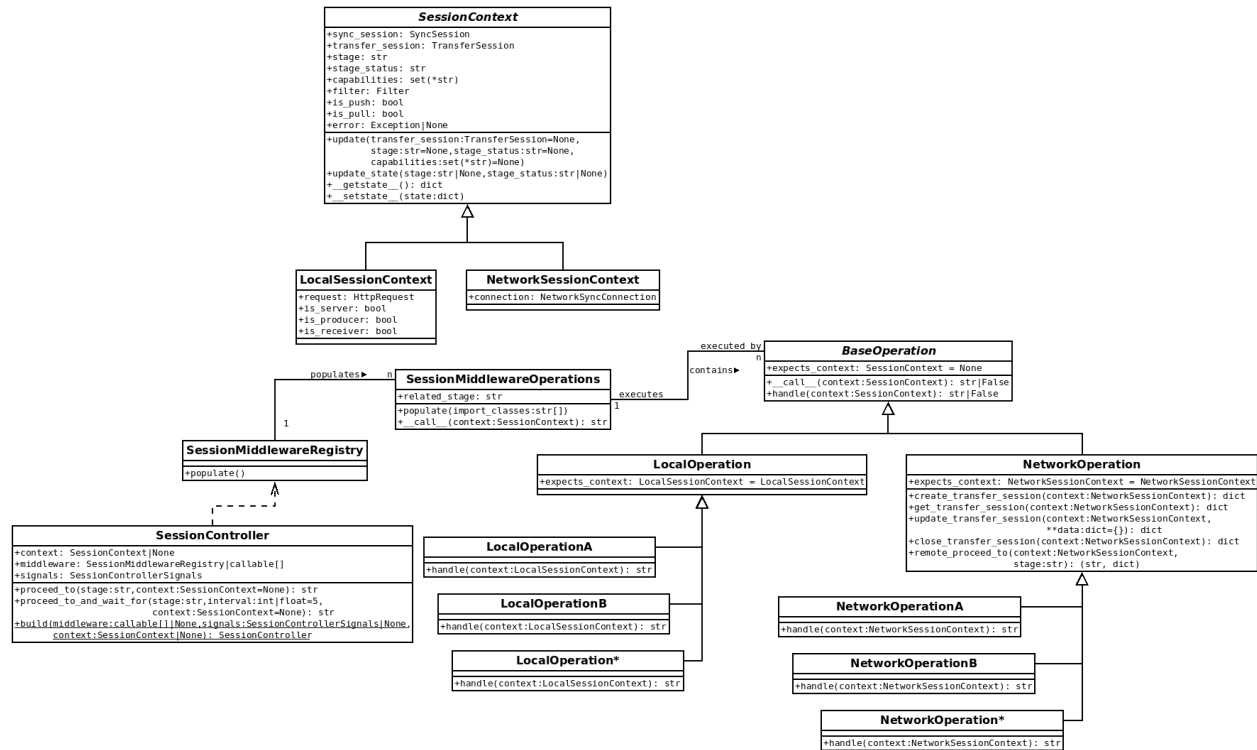 SessionContext
+sync_session: SyncSession
+transfer_session: TransferSession
+stage: str
+stage_status: str
+capabilities: set(*str)
+filter: Filter
+is_push: bool
+is_pull: bool
+error: Exception|None
+update(transfer_session:TransferSession=None,
stage:str=None,stage_status:str=None,
capabilities:set(*str)=None)
+update_state(stage:str|None,stage_status:str|None)
+__getstate__(): dict
+__setstate__(state:dict)
LocalSessionContext
+request: HttpRequest
+is_server: bool
+is_producer: bool
+is_receiver: bool
NetworkSessionContext
+connection: NetworkSyncConnection
populates▶
n
1
SessionMiddlewareOperations
+related_stage: str
+populate(import_classes:str[])
+__call__(context:SessionContext): str
executes
1
executed by
n
contains▶
BaseOperation
+expects_context: SessionContext = None
+__call__(context:SessionContext): str|False
+handle(context:SessionContext): str|False
SessionMiddlewareRegistry
+populate()
SessionController
+context: SessionContext|None
+middleware: SessionMiddlewareRegistry|callable[]
+signals: SessionControllerSignals
+proceed_to(stage:str,context:SessionContext=None): str
+proceed_to_and_wait_for(stage:str,interval:int|float=5,
context:SessionContext=None): str
+build(middleware:callable[]|None,signals:SessionControllerSignals|None,
context:SessionContext|None): SessionController
LocalOperation
+expects_context: LocalSessionContext = LocalSessionContext
LocalOperationA
+handle(context:LocalSessionContext): str
LocalOperationB
+handle(context:LocalSessionContext): str
LocalOperation*
+handle(context:LocalSessionContext): str
NetworkOperation
+expects_context: NetworkSessionContext = NetworkSessionContext
+create_transfer_session(context:NetworkSessionContext): dict
+get_transfer_session(context:NetworkSessionContext): dict
+update_transfer_session(context:NetworkSessionContext,
**data:dict={}): dict
+close_transfer_session(context:NetworkSessionContext): dict
+remote_proceed_to(context:NetworkSessionContext,
stage:str): (str, dict)
NetworkOperationA
+handle(context:NetworkSessionContext): str
NetworkOperationB
+handle(context:NetworkSessionContext): str
NetworkOperation*
+handle(context:NetworkSessionContext): str